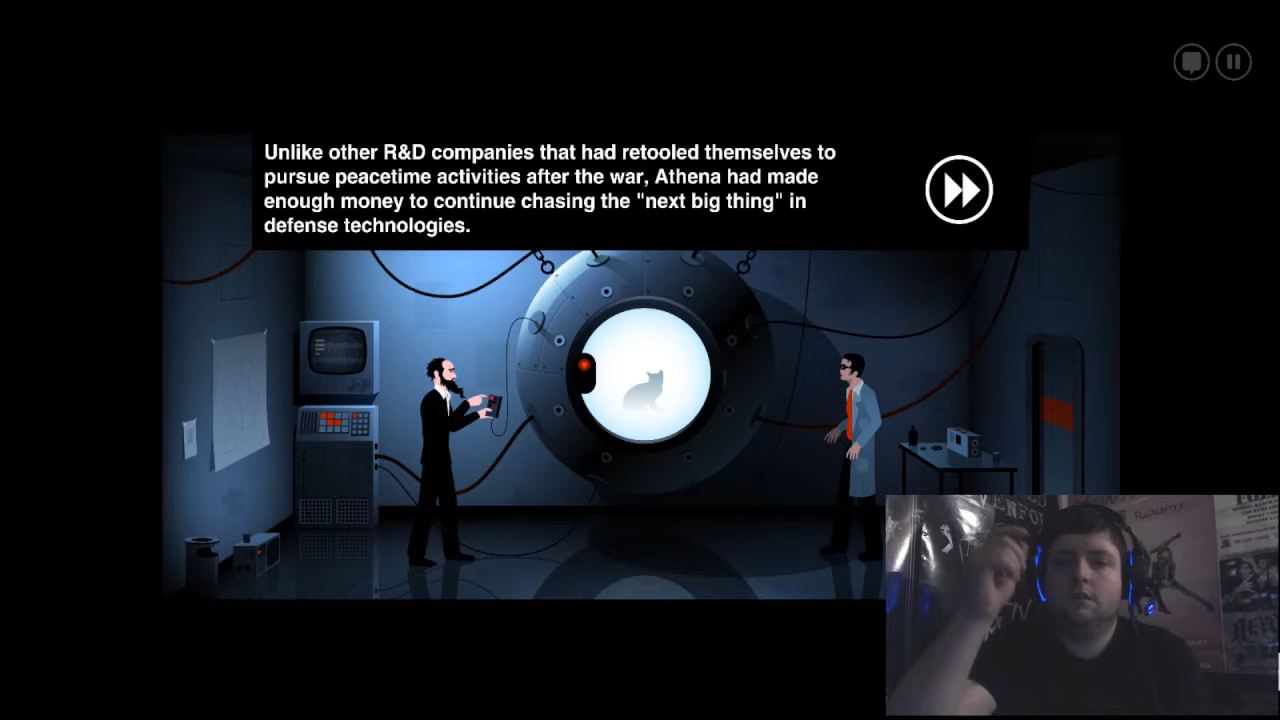 Unlike other R&D companies that had retooled themselves to
pursue peacetime activities after the war, Athena had made
enough money to continue chasing the "next big thing" in
defense technologies.